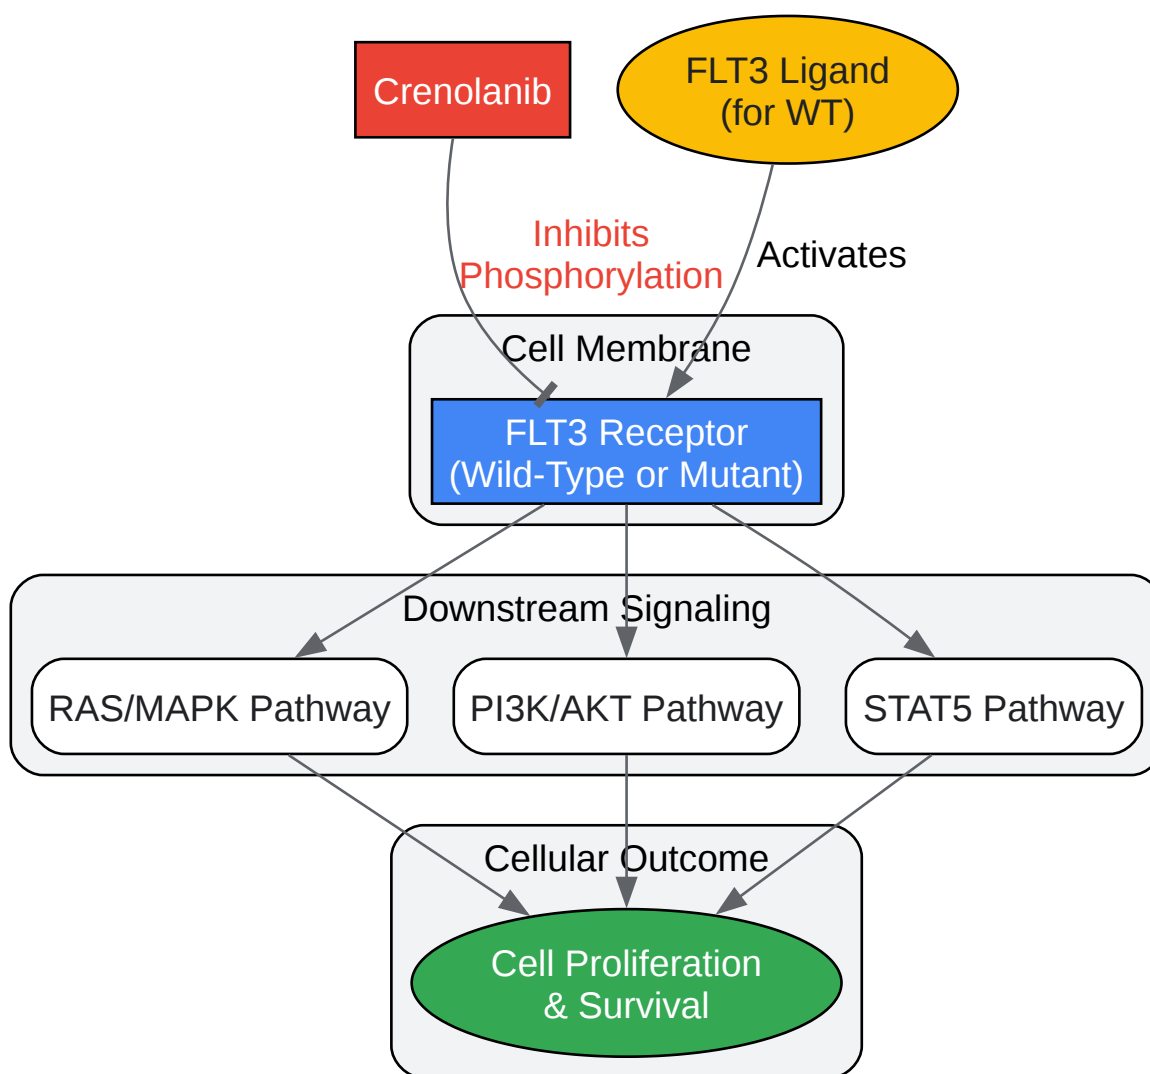 Crenolanib
FLT3 Ligand
(for WT)
Inhibits
Phosphorylation
Activates
Cell Membrane
FLT3 Receptor
(Wild-Type or Mutant)
Downstream Signaling
RAS/MAPK Pathway
PI3K/AKT Pathway
STAT5 Pathway
Cellular Outcome
Cell Proliferation
& Survival